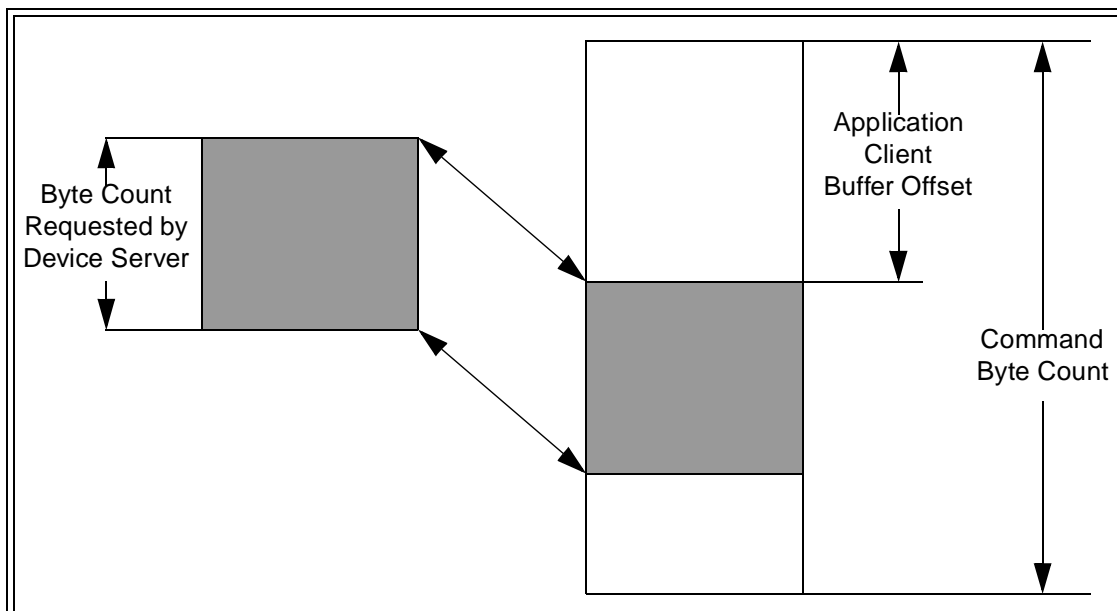 Byte Count
Requested by
Device Server
Application
Client
Buffer Offset
Command
Byte Count